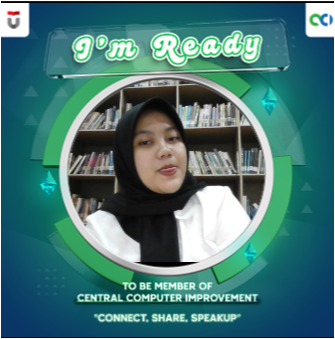 I'm Ready
TO BE MEMBER OF
CENTRAL COMPUTER IMPROVEMENT
"CONNECT, SHARE, SPEAKUP"